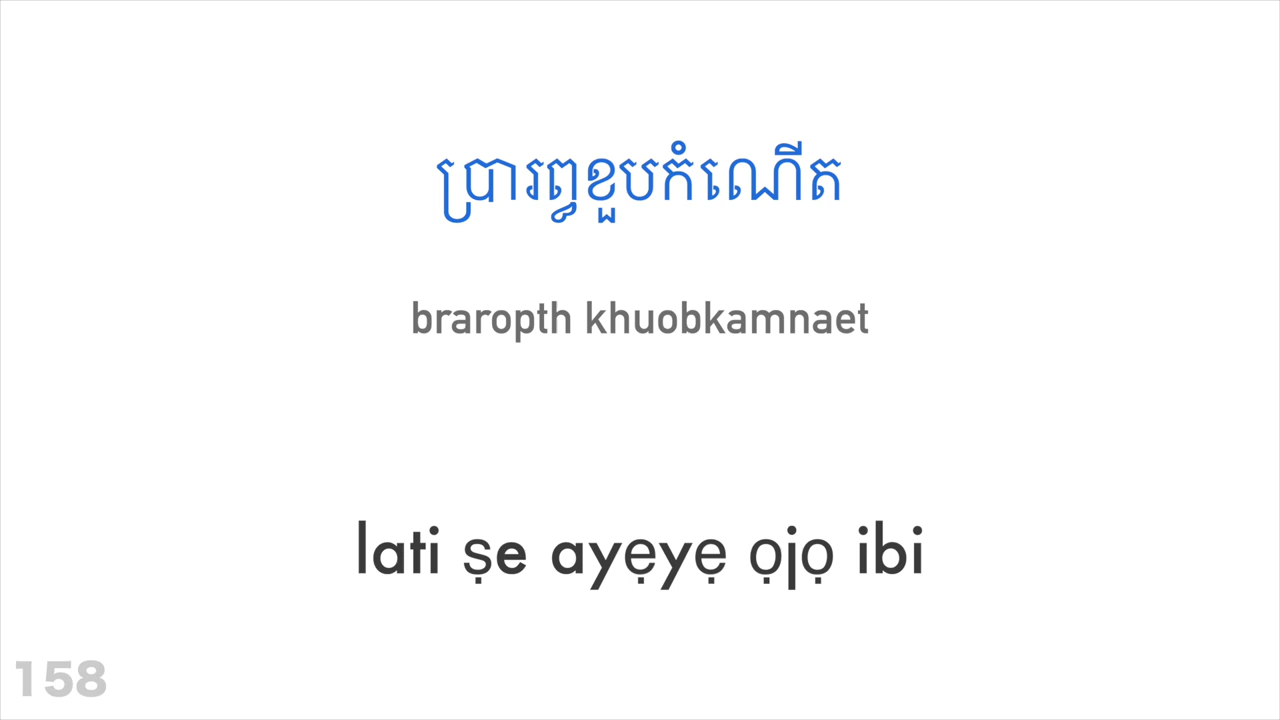 ប្រារព្ធខួបកំណើត
braropth khuobkamnaet
lati ṣe ayẹyẹ ọjọ ibi
158